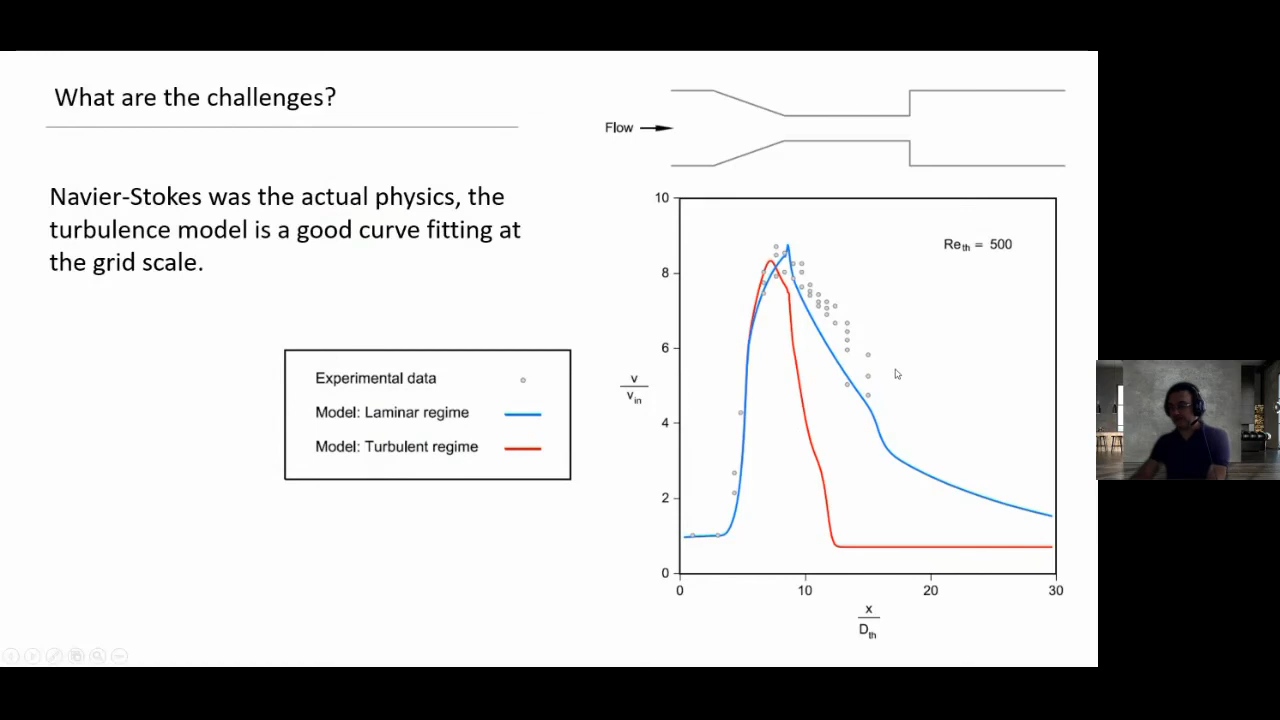 What are the challenges?
Navier-Stokes was the actual physics, the
turbulence model is a good curve fitting at
the grid scale.
Experimental data
Model: Laminar regime
Model: Turbulent regime
Flow
10
8
6
4
2
0
v
v_in
Re_th = 500
0 10 20 30
x
D_th